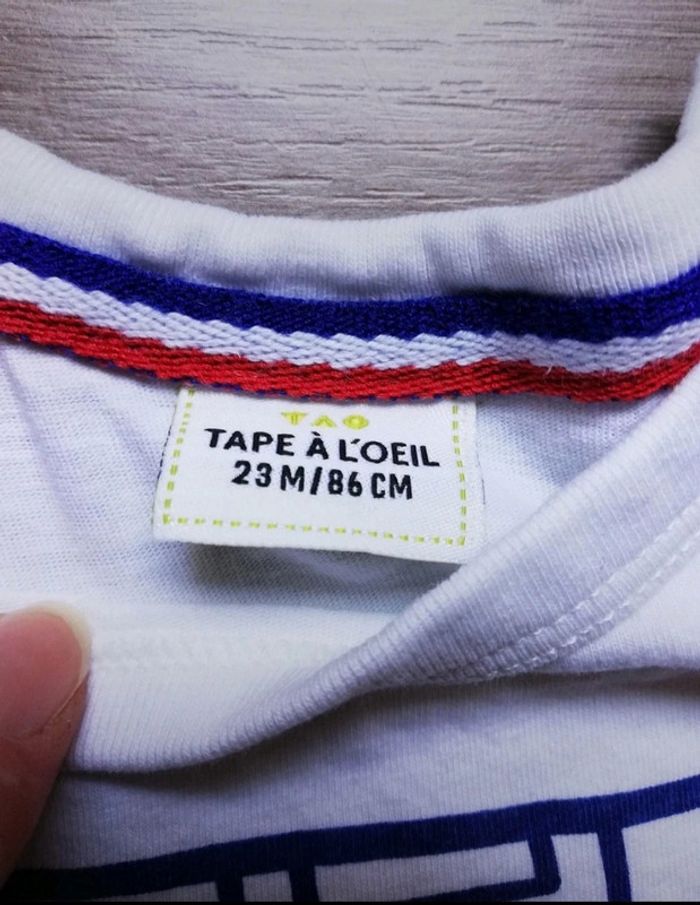 TAO
TAPE À L'OEIL
23 M/86 CM